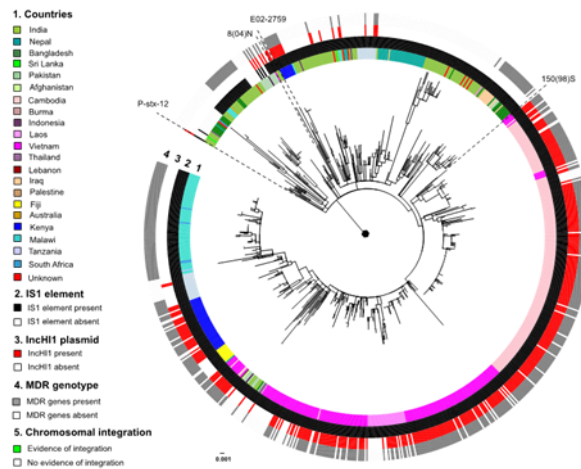 1. Countries
India
Nepal
Bangladesh
Sri Lanka
Pakistan
Afghanistan
Cambodia
Burma
Indonesia
Laos
Vietnam
Thailand
Lebanon
Iraq
Palestine
Fiji
Australia
Kenya
Malawi
Tanzania
South Africa
Unknown
2. IS1 element
IS1 element present
IS1 element absent
3. IncHI1 plasmid
IncHI1 present
IncHI1 absent
4. MDR genotype
MDR genes present
MDR genes absent
5. Chromosomal integration
Evidence of integration
No evidence of integration
E02-2759
8(04)N
P-stx-12
150(98)S
4 3 2 1
0.001